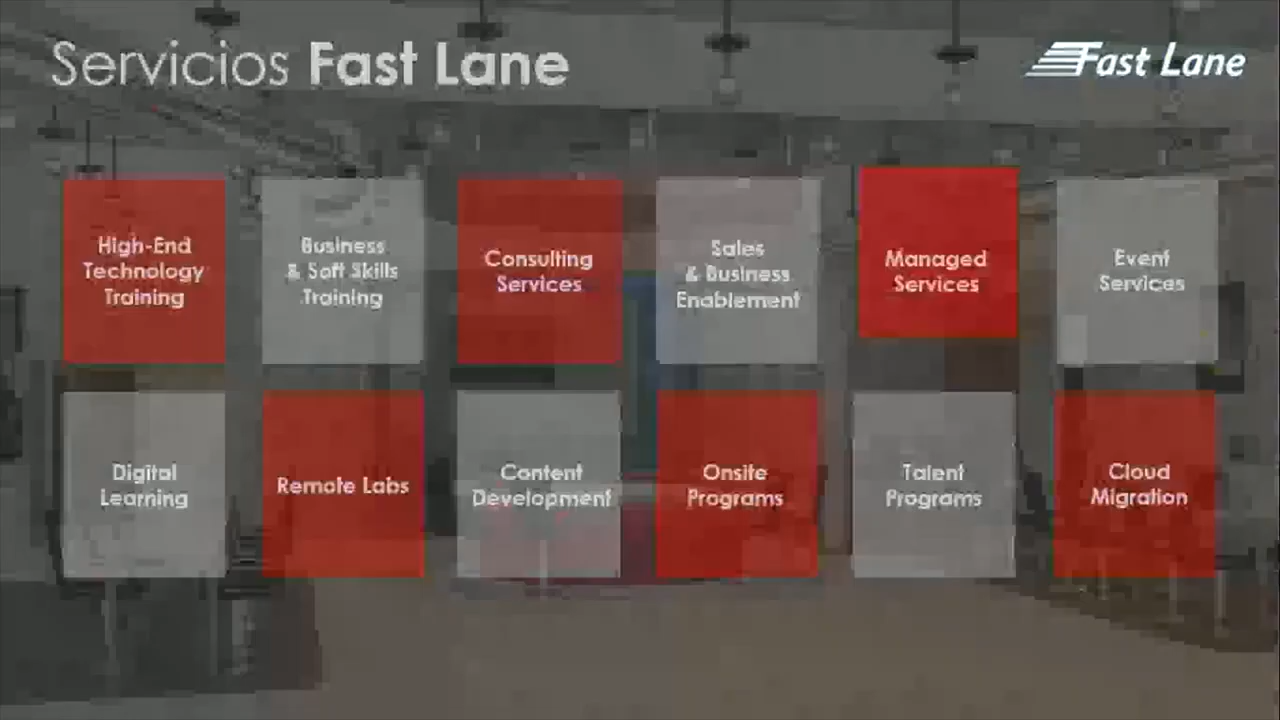 Servicios Fast Lane
Fast Lane
High-End
Technology
Training
Business
& Soft Skills
Training
Consulting
Services
Sales
& Business
Enablement
Managed
Services
Event
Services
Digital
Learning
Remote Labs
Content
Development
Onsite
Programs
Talent
Programs
Cloud
Migration